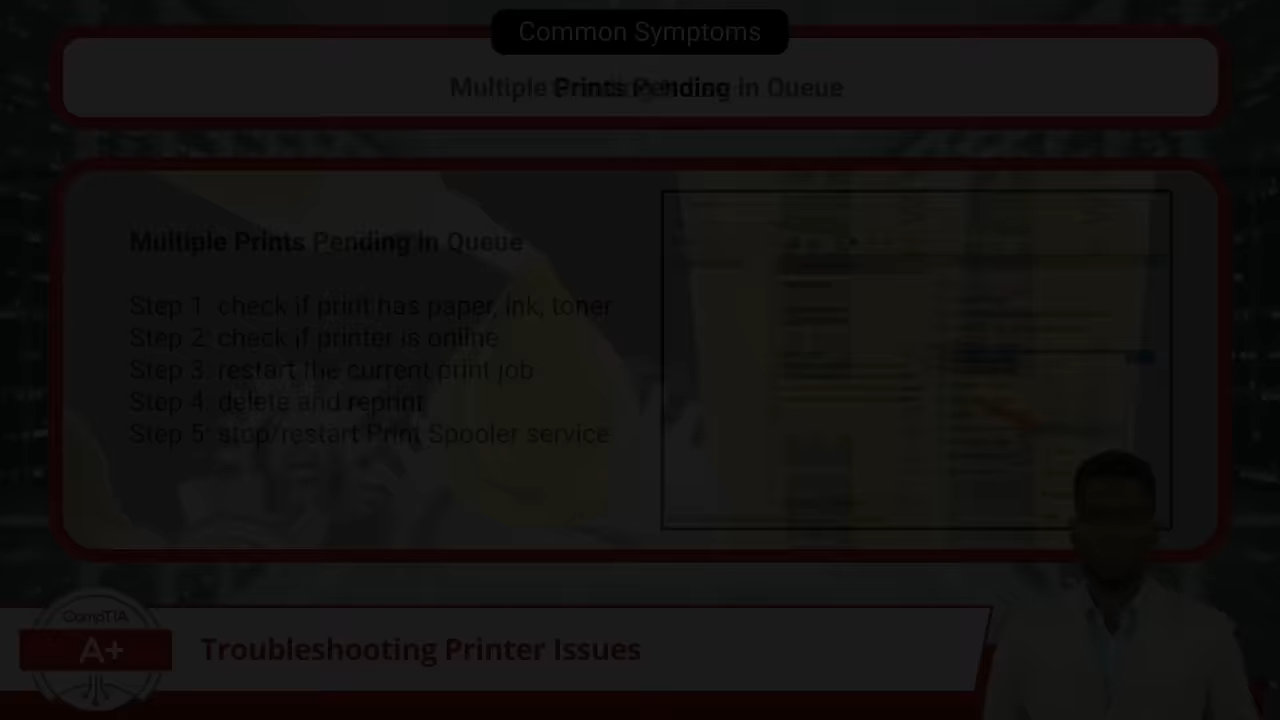 Common Symptoms
Multiple Prints Pending In Queue
Multiple Prints Pending In Queue
Step 1: check if print has paper, ink, toner
Step 2: check if printer is online
Step 3: restart the current print job
Step 4: delete and reprint
Step 5: stop/restart Print Spooler service
CompTIA
A+
Troubleshooting Printer Issues